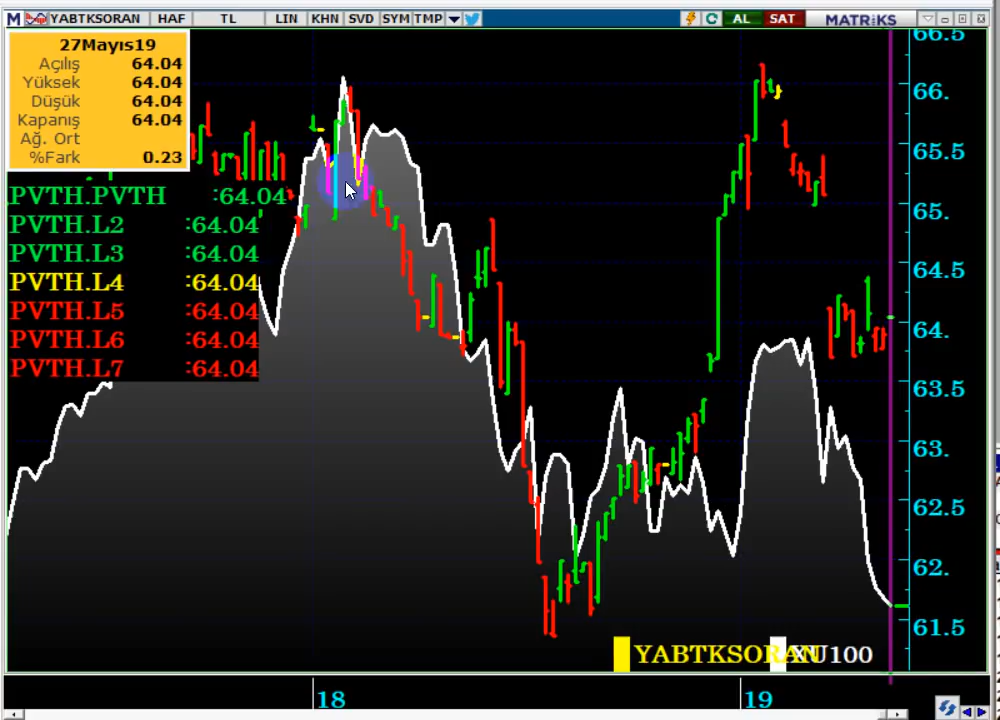 M YABTKSORAN HAF TL LIN KHN SVD SYM TMP C AL SAT MATRİKS
27Mayıs19
Açılış 64.04
Yüksek 64.04
Düşük 64.04
Kapanış 64.04
Ağ. Ort
%Fark 0.23
PVTH.PVTH :64.04
PVTH.L2 :64.04
PVTH.L3 :64.04
PVTH.L4 :64.04
PVTH.L5 :64.04
PVTH.L6 :64.04
PVTH.L7 :64.04
66.5
66.
65.5
65.
64.5
64.
63.5
63.
62.5
62.
61.5
YABTKSORAN XU100
18 19